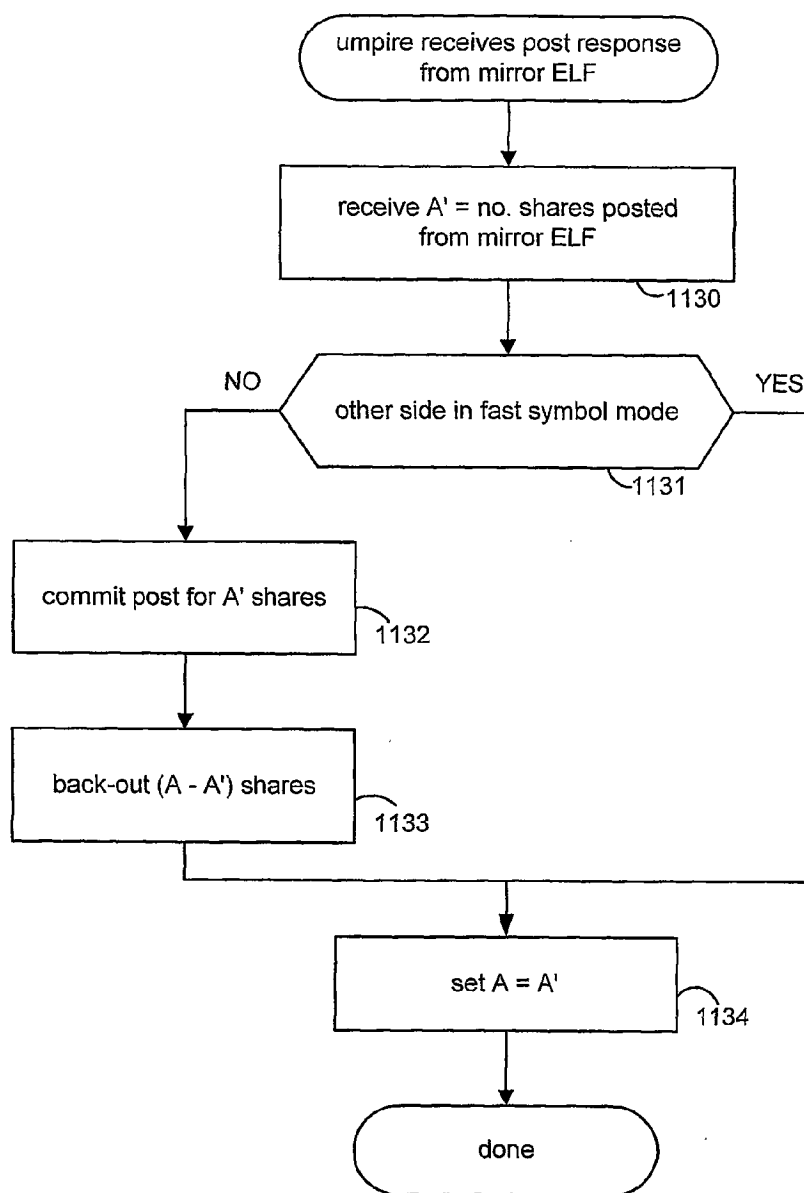 umpire receives post response
from mirror ELF
receive A' = no. shares posted
from mirror ELF
1130
other side in fast symbol mode
NO
YES
1131
commit post for A' shares
1132
back-out (A - A') shares
1133
set A = A'
1134
done